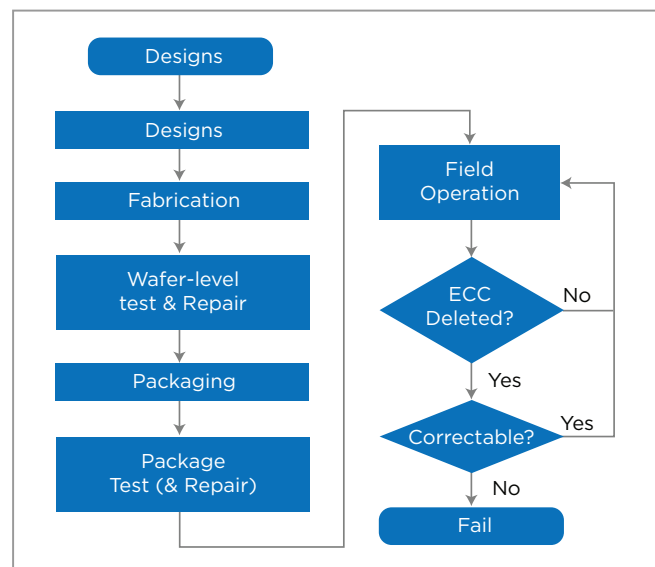 Designs
Designs
Fabrication
Wafer-level
test & Repair
Packaging
Package
Test (& Repair)
Field
Operation
ECC
Deleted?
No
Yes
Correctable?
Yes
No
Fail